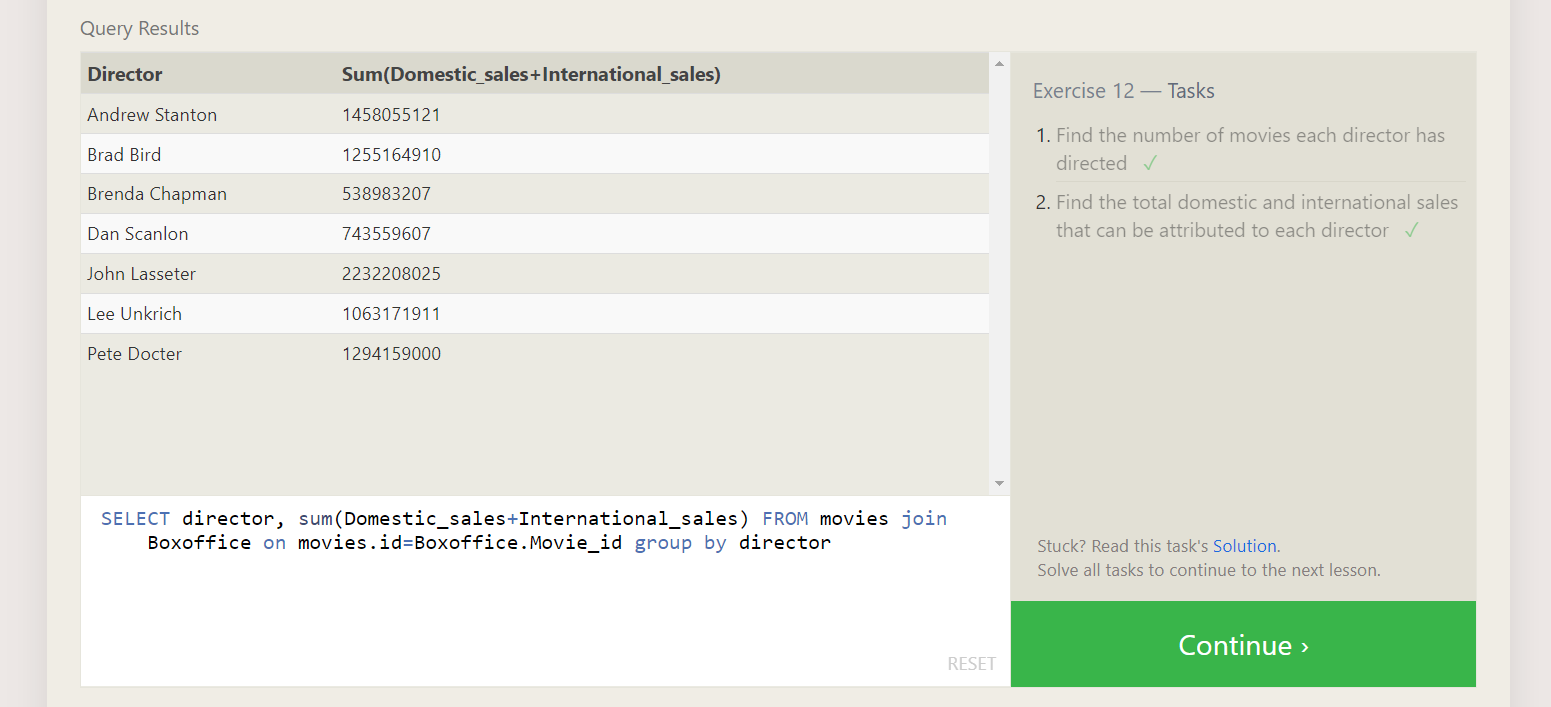 Query Results
Director Sum(Domestic_sales+International_sales)
Andrew Stanton 1458055121
Brad Bird 1255164910
Brenda Chapman 538983207
Dan Scanlon 743559607
John Lasseter 2232208025
Lee Unkrich 1063171911
Pete Docter 1294159000
SELECT director, sum(Domestic_sales+International_sales) FROM movies join
Boxoffice on movies.id=Boxoffice.Movie_id group by director
RESET
Exercise 12 — Tasks
1. Find the number of movies each director has
directed ✓
2. Find the total domestic and international sales
that can be attributed to each director ✓
Stuck? Read this task's Solution.
Solve all tasks to continue to the next lesson.
Continue ›